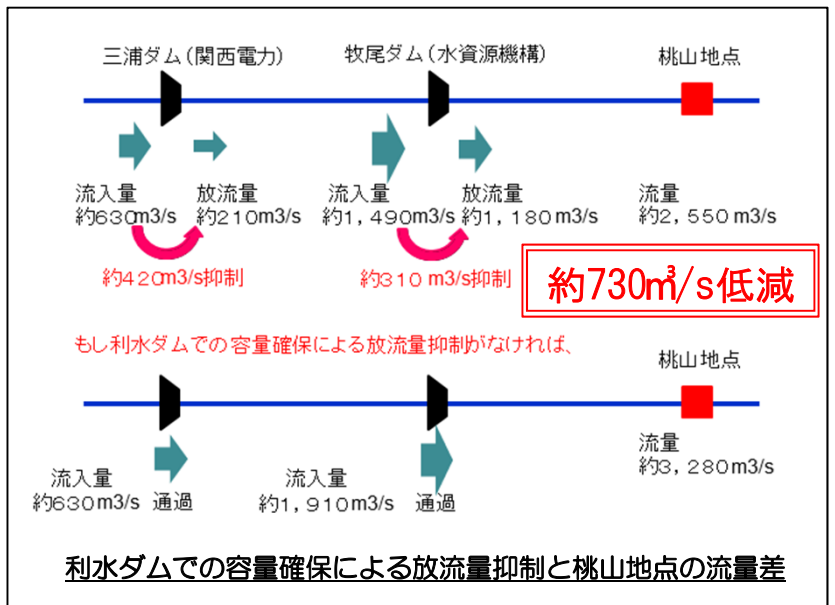 三浦ダム(関西電力)
牧尾ダム(水資源機構)
桃山地点
流入量
約630m3/s
放流量
約210m3/s
流入量
約1,490m3/s
放流量
約1,180m3/s
流量
約2,550m3/s
約420m3/s抑制
約310 m3/s抑制
約730㎥/s低減
もし利水ダムでの容量確保による放流量抑制がなければ、
桃山地点
流入量
約630m3/s
通過
流入量
約1,910m3/s
通過
流量
約3,280m3/s
利水ダムでの容量確保による放流量抑制と桃山地点の流量差